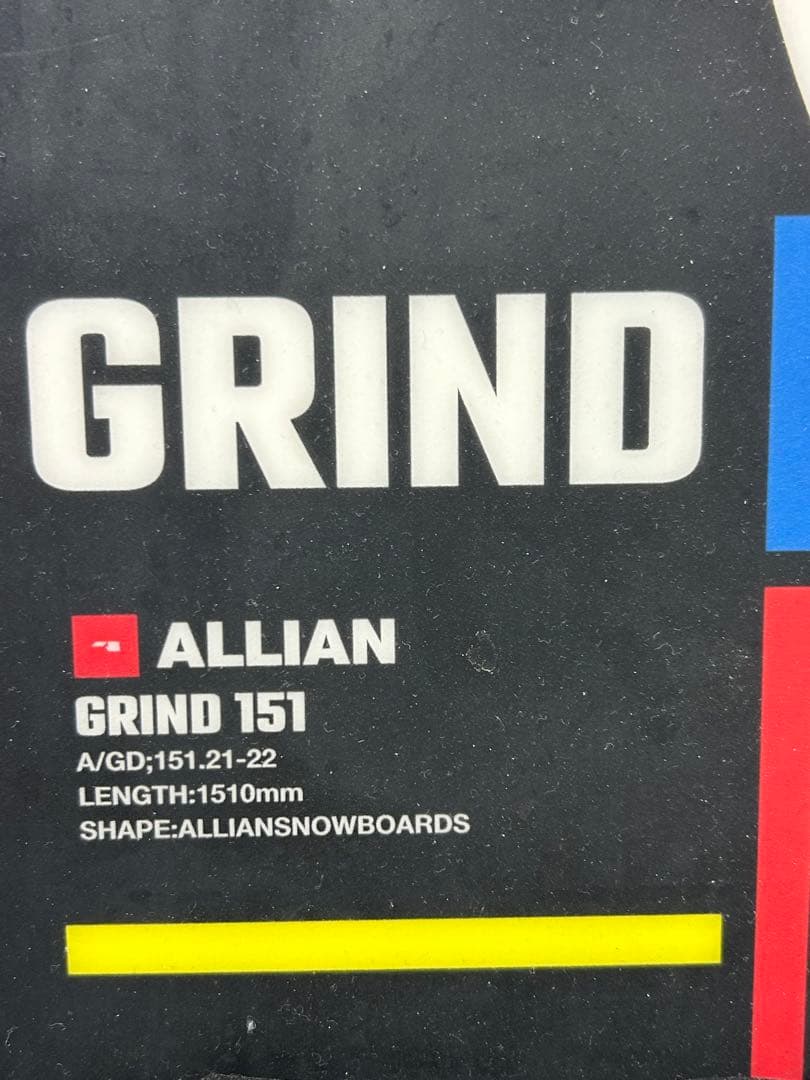 GRIND
ALLIAN
GRIND 151
A/GD;151.21-22
LENGTH:1510mm
SHAPE:ALLIANSNOWBOARDS